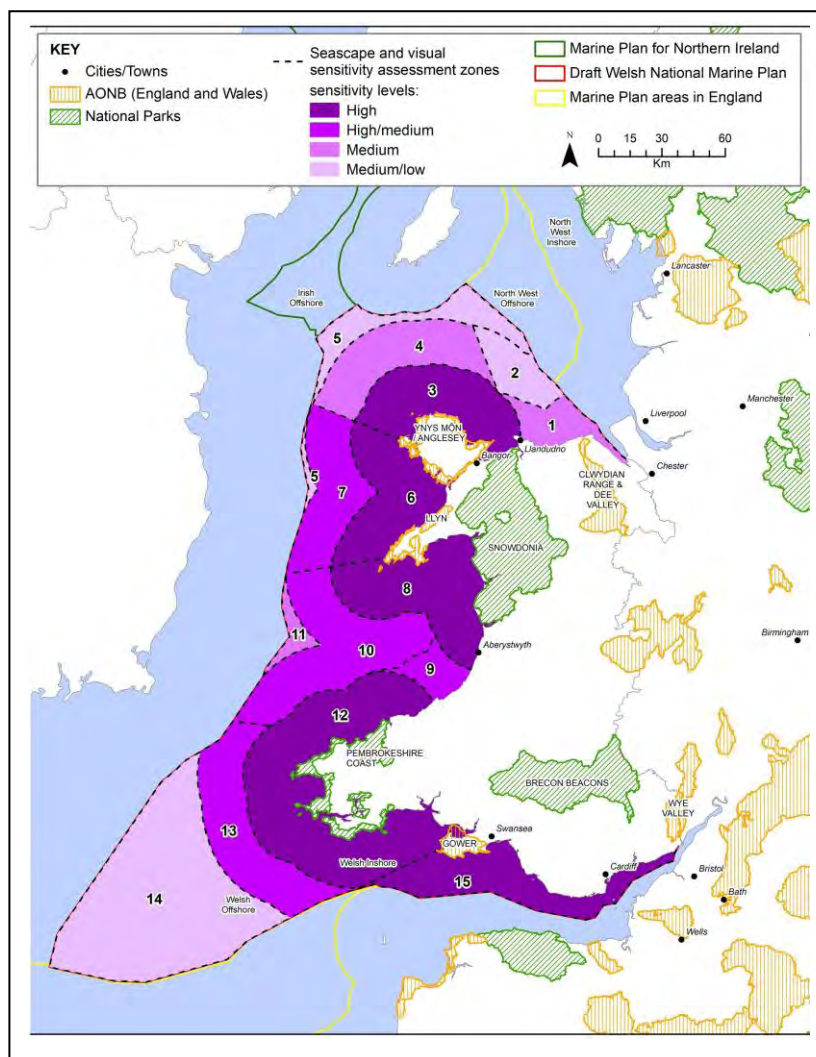 KEY
Cities/Towns
AONB (England and Wales)
National Parks
Seascape and visual
sensitivity assessment zones
sensitivity levels:
High
High/medium
Medium
Medium/low
Marine Plan for Northern Ireland
Draft Welsh National Marine Plan
Marine Plan areas in England
N
0 30 60
Km
North
West
Inshore
Lancaster
Irish
Offshore
North West
Offshore
5
4
2
3
1
Manchester
Liverpool
YNYS MÔN
/ ANGLESEY
Llandudno
Bangor
Chester
CLWYDIAN
RANGE &
DEE
VALLEY
5
7
6
LLYN
SNOWDONIA
8
11
10
Birmingham
Aberystwyth
9
12
PEMBROKESHIRE
COAST
BRECON BEACONS
WYE
VALLEY
13
Swansea
GOWER
Welsh Inshore
15
Cardiff
Bristol
Bath
14
Welsh
Offshore
Wells